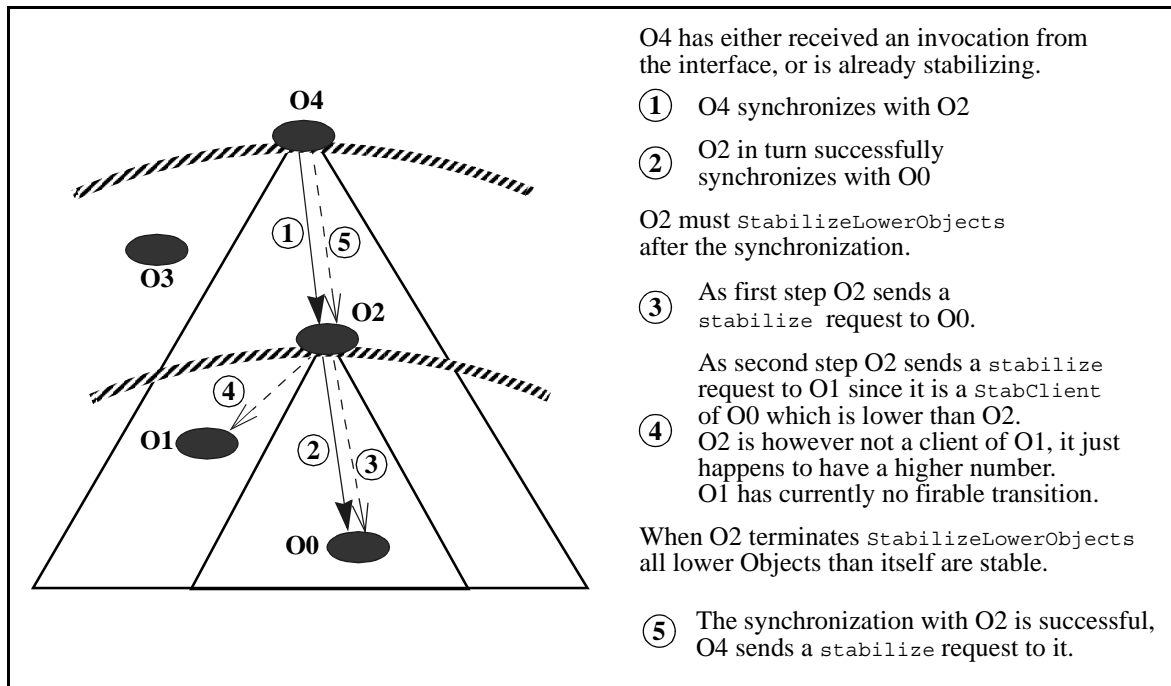 O4
O3
O2
O1
O0
1
5
4
2
3
O4 has either received an invocation from
the interface, or is already stabilizing.
1 O4 synchronizes with O2
2 O2 in turn successfully
synchronizes with O0
O2 must StabilizeLowerObjects
after the synchronization.
3 As first step O2 sends a
stabilize request to O0.
As second step O2 sends a stabilize
request to O1 since it is a StabClient
of O0 which is lower than O2.
4 O2 is however not a client of O1, it just
happens to have a higher number.
O1 has currently no firable transition.
When O2 terminates StabilizeLowerObjects
all lower Objects than itself are stable.
5 The synchronization with O2 is successful,
O4 sends a stabilize request to it.